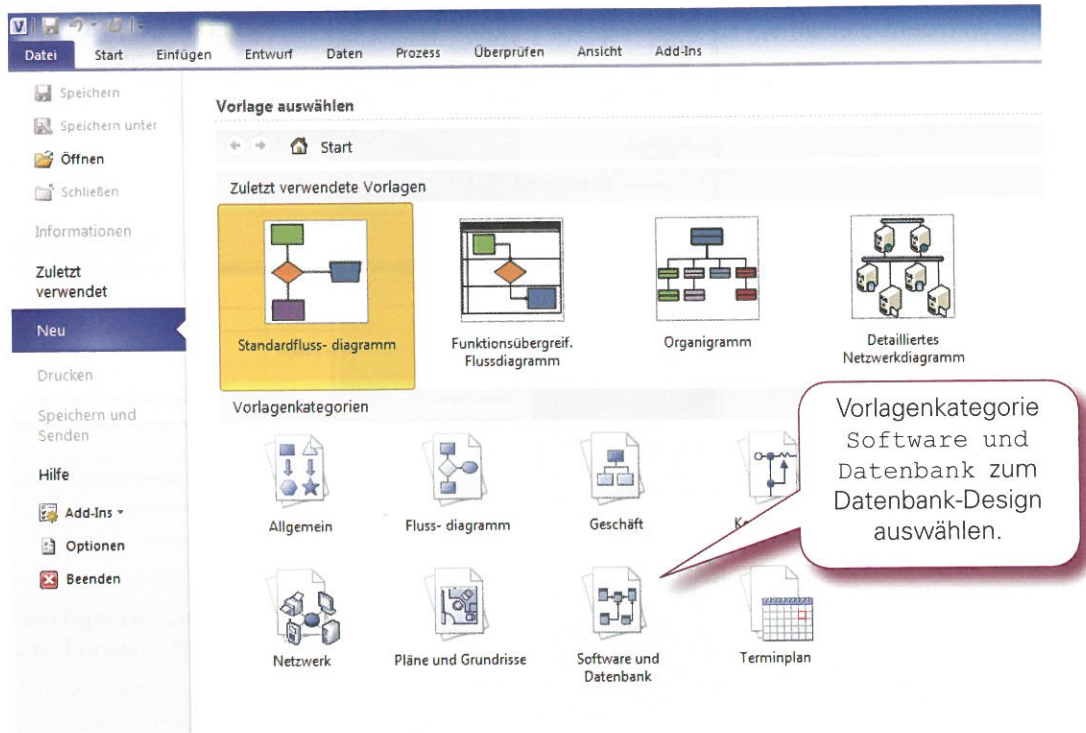 V
Datei Start Einfügen Entwurf Daten Prozess Überprüfen Ansicht Add-Ins
Speichern
Speichern unter
Öffnen
Schließen
Informationen
Zuletzt
verwendet
Neu
Drucken
Speichern und
Senden
Hilfe
Add-Ins
Optionen
Beenden
Vorlage auswählen
Start
Zuletzt verwendete Vorlagen
Standardfluss- diagramm
Funktionsübergreif.
Flussdiagramm
Organigramm
Detailliertes
Netzwerkdiagramm
Vorlagenkategorien
Allgemein
Fluss- diagramm
Geschäft
Netzwerk
Pläne und Grundrisse
Software und
Datenbank
Terminplan
Vorlagenkategorie
Software und
Datenbank zum
Datenbank-Design
auswählen.